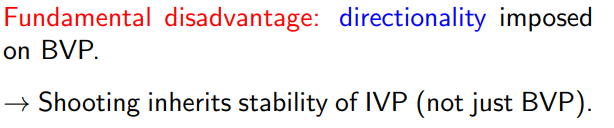 Fundamental disadvantage: directionality imposed
on BVP.
→ Shooting inherits stability of IVP (not just BVP).